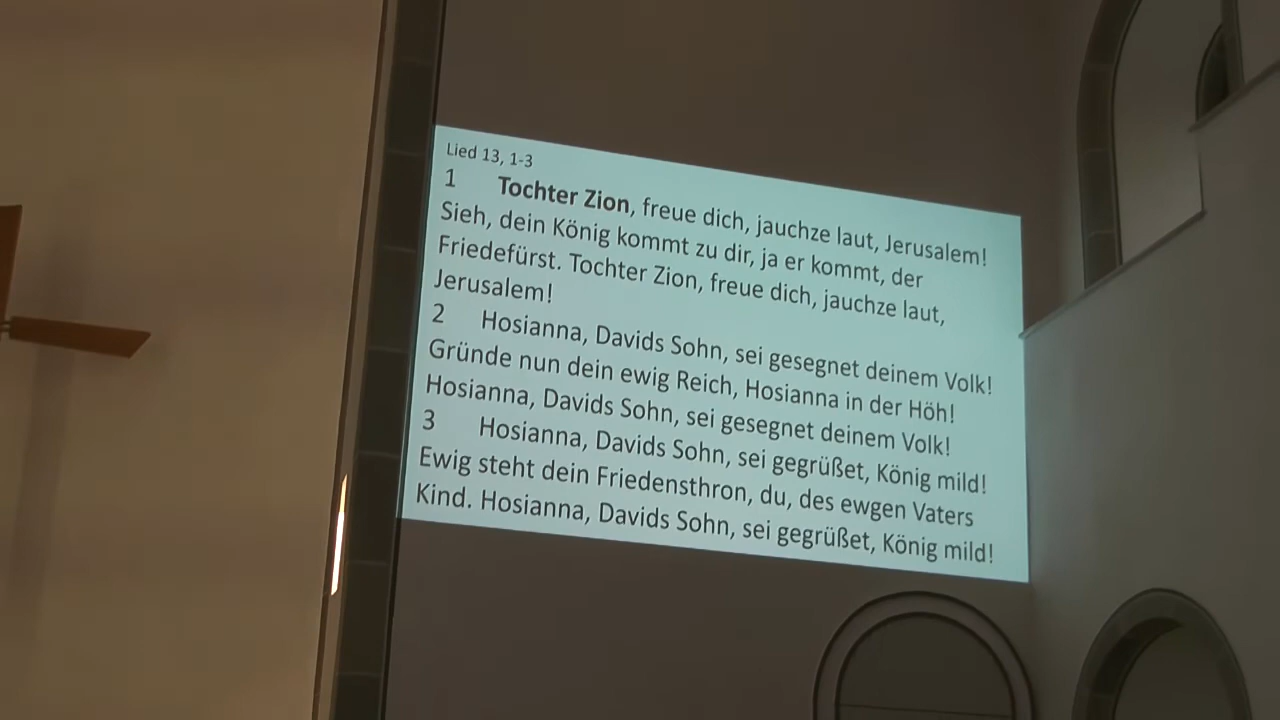 Lied 13, 1-3
1 Tochter Zion, freue dich, jauchze laut, Jerusalem!
Sieh, dein König kommt zu dir, ja er kommt, der
Friedefürst. Tochter Zion, freue dich, jauchze laut,
Jerusalem!
2 Hosianna, Davids Sohn, sei gesegnet deinem Volk!
Gründe nun dein ewig Reich, Hosianna in der Höh!
Hosianna, Davids Sohn, sei gesegnet deinem Volk!
3 Hosianna, Davids Sohn, sei gegrüßet, König mild!
Ewig steht dein Friedensthron, du, des ewgen Vaters
Kind. Hosianna, Davids Sohn, sei gegrüßet, König mild!